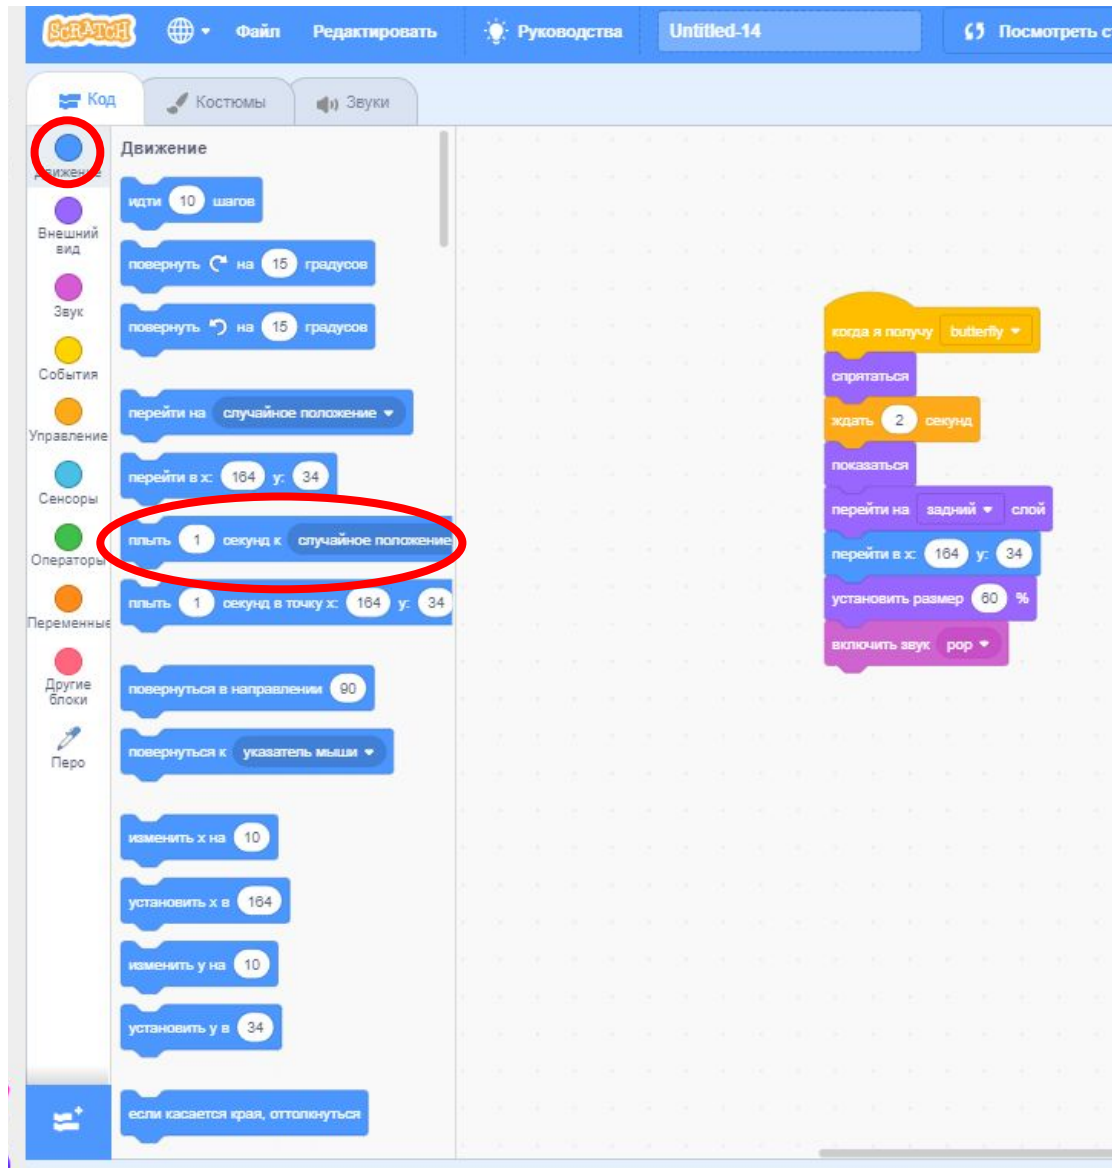 SCRATCH Файл Редактировать Руководства Untitled-14 Посмотреть с
Код Костюмы Звуки
Движение
Внешний
вид
Звук
События
Управление
Сенсоры
Операторы
Переменные
Другие
блоки
Перо
Движение
идти 10 шагов
повернуть на 15 градусов
повернуть на 15 градусов
перейти на случайное положение
перейти в x: 164 y: 34
плыть 1 секунд к случайное положение
плыть 1 секунд в точку x: 164 y: 34
повернуться в направлении 90
повернуться к указатель мыши
изменить x на 10
установить x в 164
изменить y на 10
установить y в 34
если касается края, оттолкнуться
когда я получу butterfly
спрятаться
ждать 2 секунд
показаться
перейти на задний слой
перейти в x: 164 y: 34
установить размер 60 %
включить звук pop